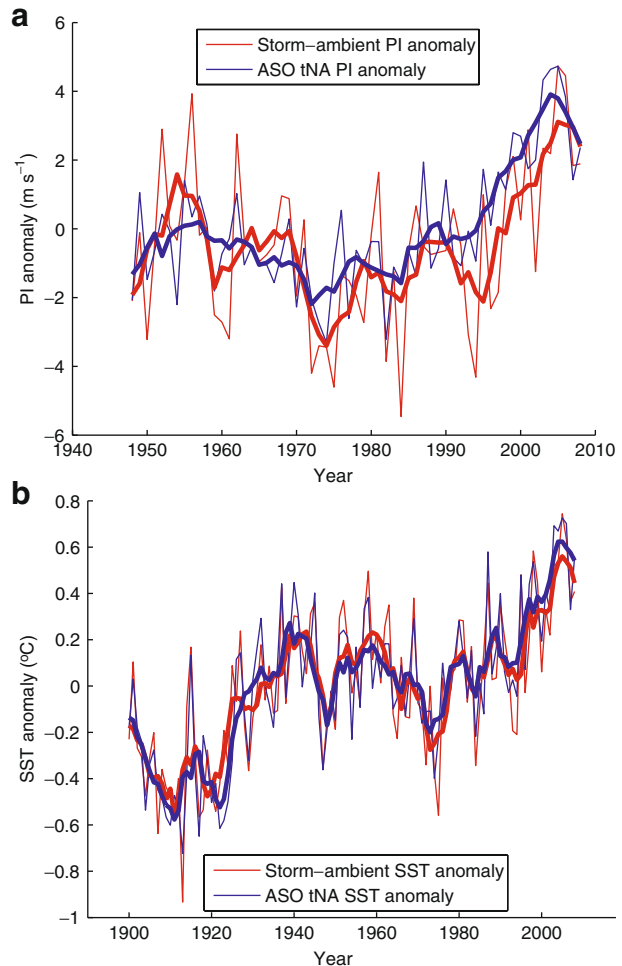 a
6
4
2
0
−2
−4
−6
PI anomaly (m s⁻¹)
Storm−ambient PI anomaly
ASO tNA PI anomaly
1940 1950 1960 1970 1980 1990 2000 2010
Year
b
0.8
0.6
0.4
0.2
0
−0.2
−0.4
−0.6
−0.8
−1
SST anomaly (ºC)
Storm−ambient SST anomaly
ASO tNA SST anomaly
1900 1920 1940 1960 1980 2000
Year